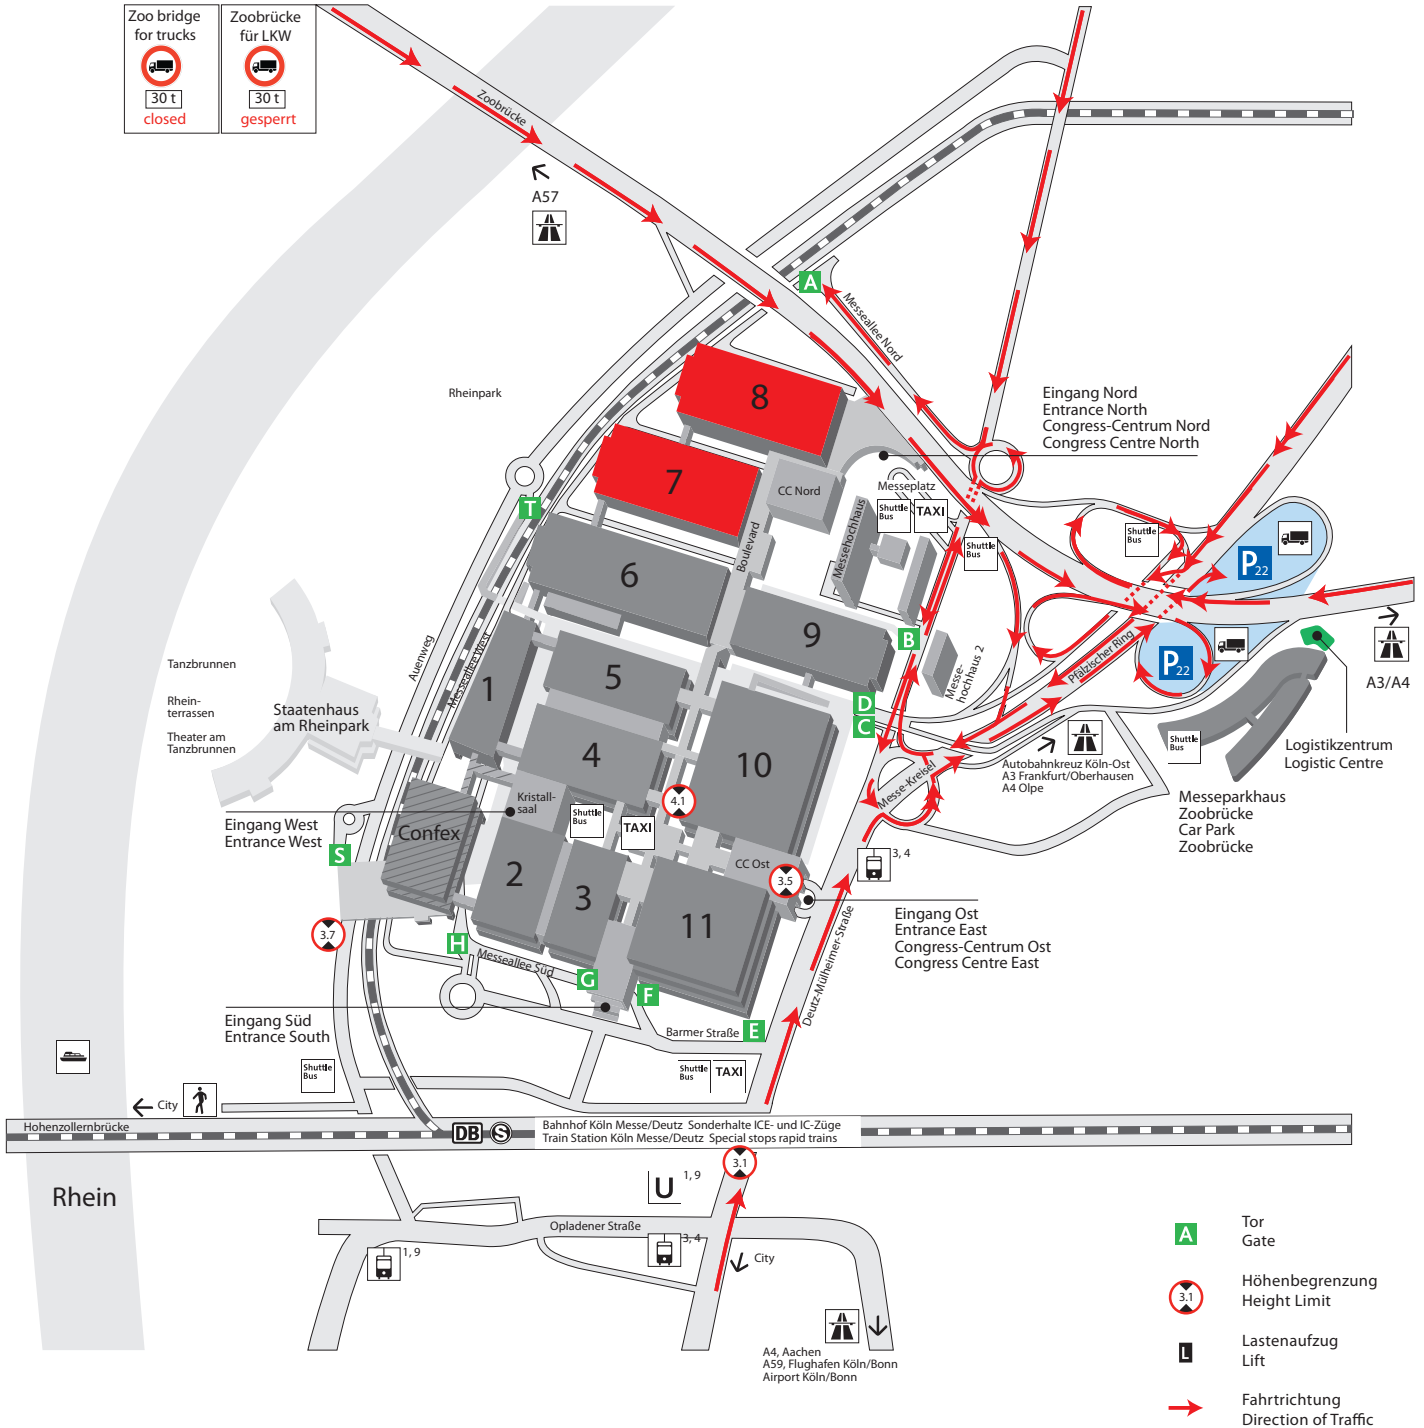 Zoo bridge
for trucks
30 t
closed
Zoobrücke
für LKW
30 t
gesperrt
Zoobrücke
A57
A
Messeallee Nord
Rheinpark
8
7
CC Nord
Eingang Nord
Entrance North
Congress-Centrum Nord
Congress Centre North
Messeplatz
Shuttle
Bus
TAXI
Shuttle
Bus
Shuttle
Bus
P22
T
Boulevard
Messehochhaus
6
9
B
Messe-
hochhaus 2
Pfälzischer Ring
P22
A3/A4
Auenweg
Messeallee West
1
5
4
10
D
C
Tanzbrunnen
Rhein-
terrassen
Theater am
Tanzbrunnen
Staatenhaus
am Rheinpark
Messe-Kreisel
Autobahnkreuz Köln-Ost
A3 Frankfurt/Oberhausen
A4 Olpe
Shuttle
Bus
Logistikzentrum
Logistic Centre
Messeparkhaus
Zoobrücke
Car Park
Zoobrücke
Kristall-
saal
Shuttle
Bus
TAXI
4.1
Eingang West
Entrance West
Confex
S
2
3
11
CC Ost
3.5
3, 4
Eingang Ost
Entrance East
Congress-Centrum Ost
Congress Centre East
3.7
H
Messeallee Süd
G
F
E
Deutz-Mülheimer-Straße
Eingang Süd
Entrance South
Barmer Straße
Shuttle
Bus
Shuttle
Bus
TAXI
City
Hohenzollernbrücke
DB
S
Bahnhof Köln Messe/Deutz Sonderhalte ICE- und IC-Züge
Train Station Köln Messe/Deutz Special stops rapid trains
3.1
Rhein
U
1, 9
Opladener Straße
1, 9
3, 4
City
A4, Aachen
A59, Flughafen Köln/Bonn
Airport Köln/Bonn
A
Tor
Gate
3.1
Höhenbegrenzung
Height Limit
L
Lastenaufzug
Lift
Fahrtrichtung
Direction of Traffic